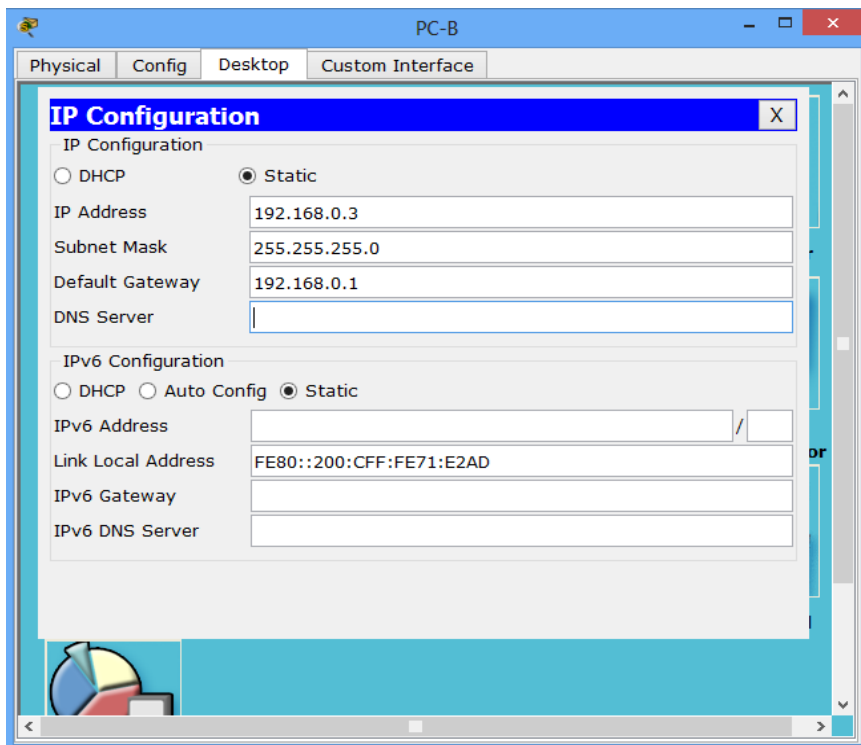 PC-B
Physical Config Desktop Custom Interface
IP Configuration X
IP Configuration
DHCP Static
IP Address 192.168.0.3
Subnet Mask 255.255.255.0
Default Gateway 192.168.0.1
DNS Server
IPv6 Configuration
DHCP Auto Config Static
IPv6 Address /
Link Local Address FE80::200:CFF:FE71:E2AD
or
IPv6 Gateway
IPv6 DNS Server